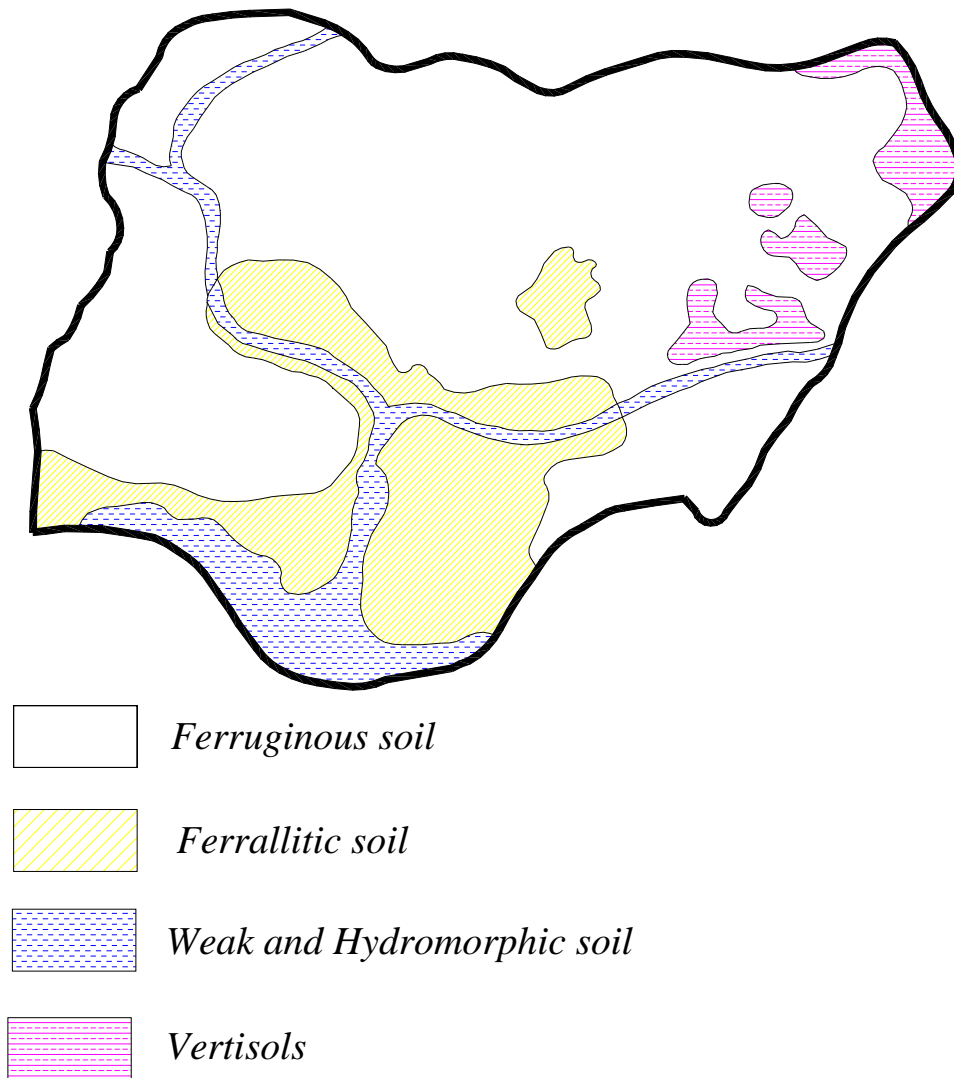 Ferruginous soil
Ferrallitic soil
Weak and Hydromorphic soil
Vertisols